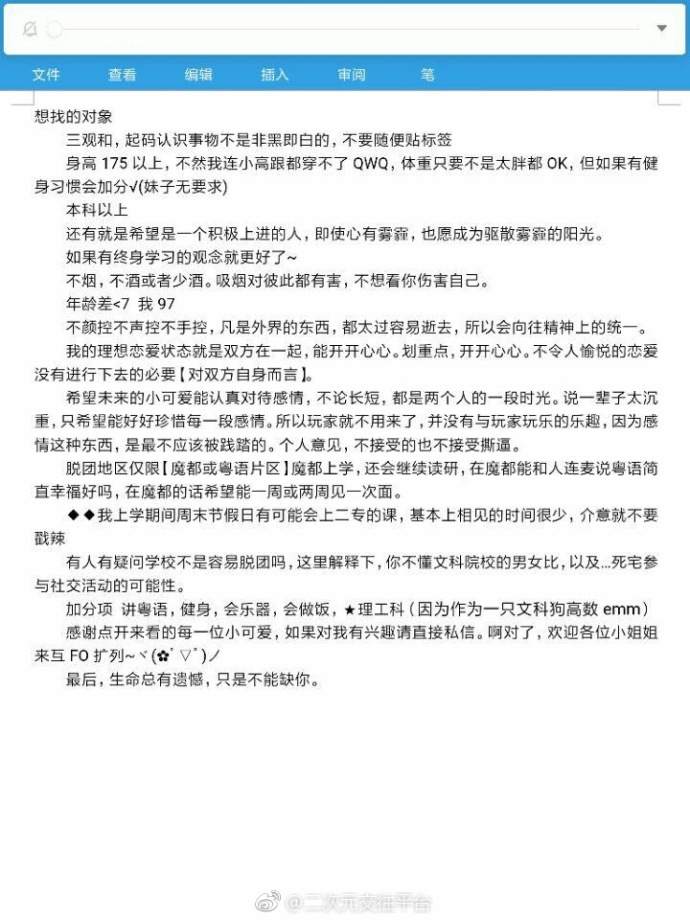 文件 查看 编辑 插入 审阅 笔
想找的对象
三观和，起码认识事物不是非黑即白的，不要随便贴标签
身高 175 以上，不然我连小高跟都穿不了 QWQ，体重只要不是太胖都 OK，但如果有健
身习惯会加分√(妹子无要求)
本科以上
还有就是希望是一个积极上进的人，即使心有雾霾，也愿成为驱散雾霾的阳光。
如果有终身学习的观念就更好了~
不烟，不酒或者少酒。吸烟对彼此都有害，不想看你伤害自己。
年龄差<7 我 97
不颜控不声控不手控，凡是外界的东西，都太过容易逝去，所以会向往精神上的统一。
我的理想恋爱状态就是双方在一起，能开开心心。划重点，开开心心。不令人愉悦的恋爱
没有进行下去的必要【对双方自身而言】。
希望未来的小可爱能认真对待感情，不论长短，都是两个人的一段时光。说一辈子太沉
重，只希望能好好珍惜每一段感情。所以玩家就不用来了，并没有与玩家玩乐的乐趣，因为感
情这种东西，是最不应该被践踏的。个人意见，不接受的也不接受撕逼。
脱团地区仅限【魔都或粤语片区】魔都上学，还会继续读研，在魔都能和人连麦说粤语简
直幸福好吗，在魔都的话希望能一周或两周见一次面。
◆◆我上学期间周末节假日有可能会上二专的课，基本上相见的时间很少，介意就不要
戳辣
有人有疑问学校不是容易脱团吗，这里解释下，你不懂文科院校的男女比，以及...死宅参
与社交活动的可能性。
加分项 讲粤语，健身，会乐器，会做饭，★理工科（因为作为一只文科狗高数 emm）
感谢点开来看的每一位小可爱，如果对我有兴趣请直接私信。啊对了，欢迎各位小姐姐
来互 FO 扩列~ヾ(✿ﾟ▽ﾟ)ノ
最后，生命总有遗憾，只是不能缺你。
@二次元交往平台